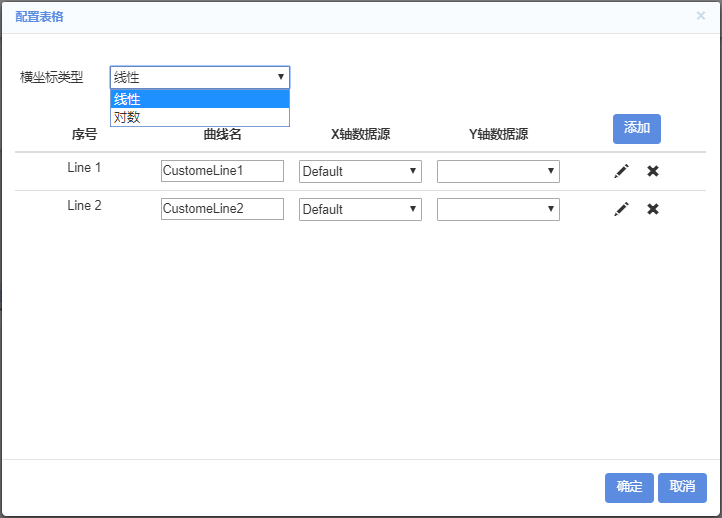 配置表格 ×
横坐标类型 线性
线性
对数
序号 曲线名 X轴数据源 Y轴数据源 添加
Line 1 CustomeLine1 Default
Line 2 CustomeLine2 Default
确定 取消